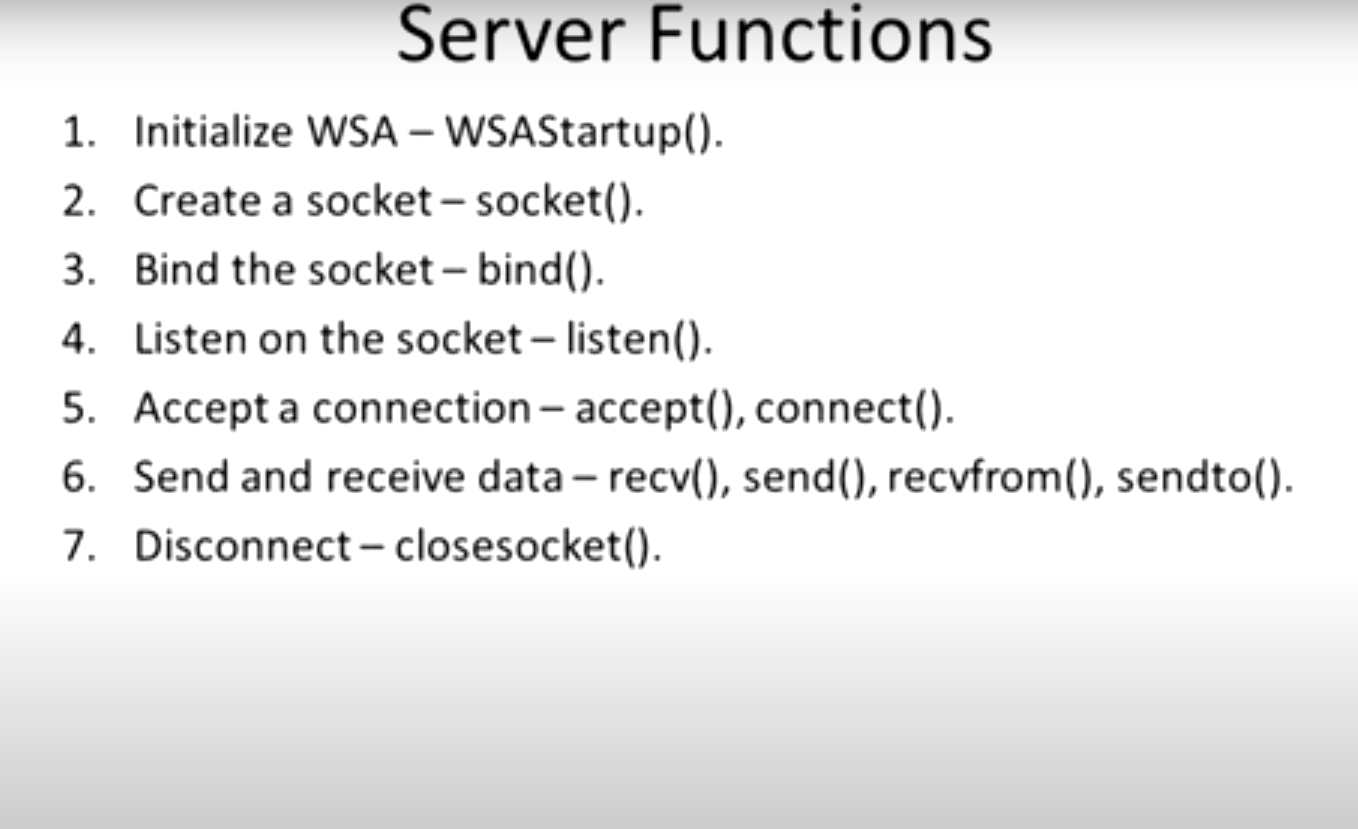 Server Functions
1. Initialize WSA – WSAStartup().
2. Create a socket – socket().
3. Bind the socket – bind().
4. Listen on the socket – listen().
5. Accept a connection – accept(), connect().
6. Send and receive data – recv(), send(), recvfrom(), sendto().
7. Disconnect – closesocket().